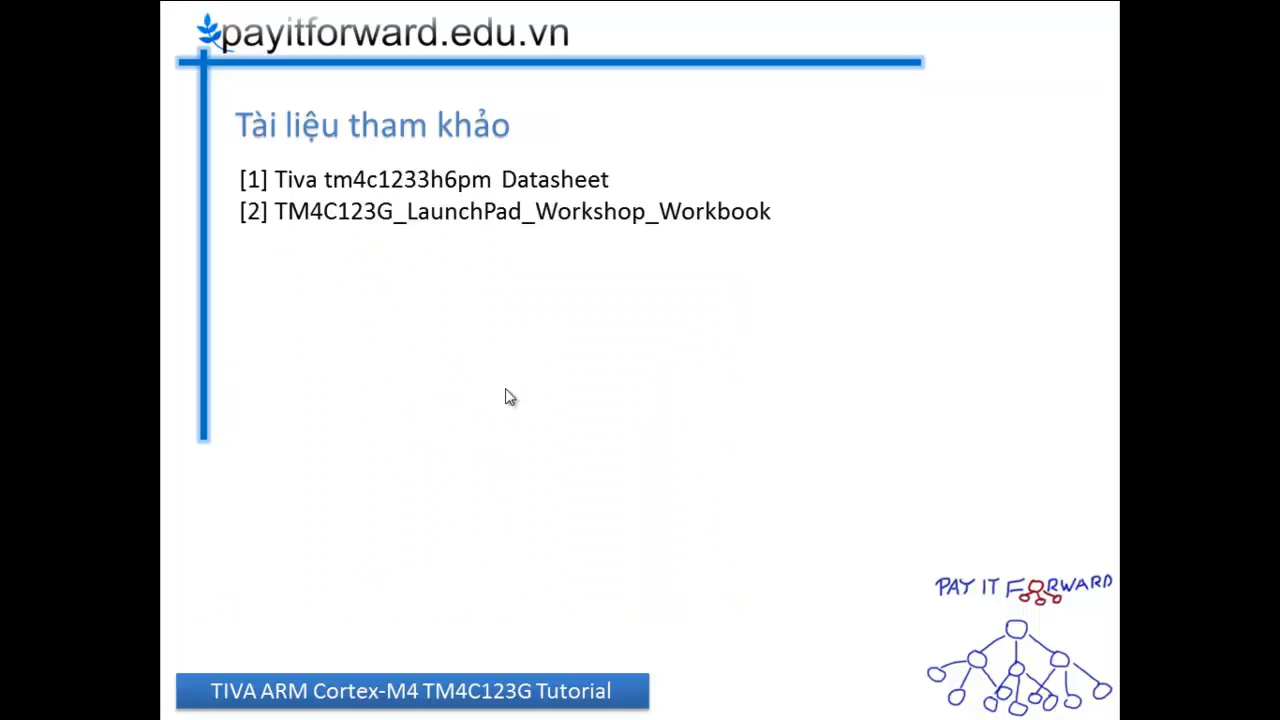 payitforward.edu.vn
Tài liệu tham khảo
[1] Tiva tm4c1233h6pm Datasheet
[2] TM4C123G_LaunchPad_Workshop_Workbook
PAY IT FORWARD
TIVA ARM Cortex-M4 TM4C123G Tutorial